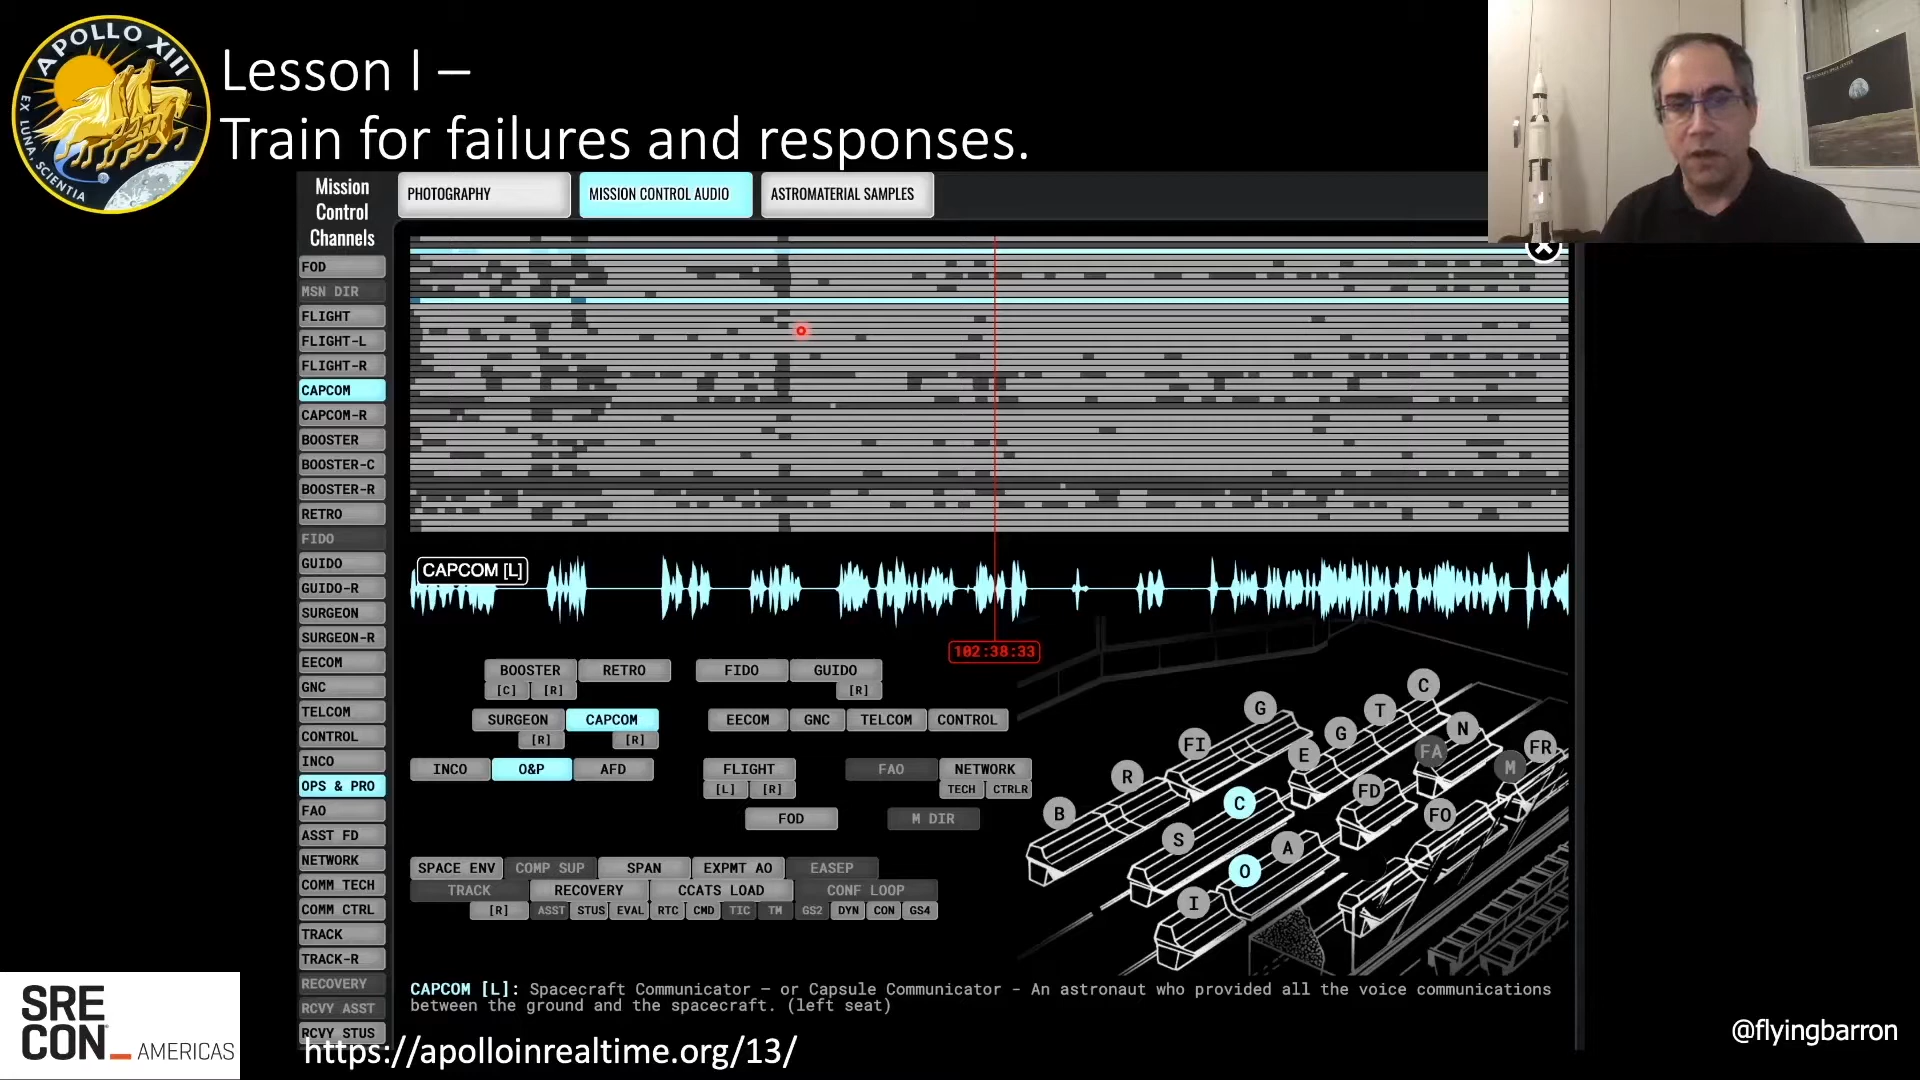 APOLLO XIII
EX LUNA, SCIENTIA
Lesson I –
Train for failures and responses.
Mission
Control
Channels
PHOTOGRAPHY
MISSION CONTROL AUDIO
ASTROMATERIAL SAMPLES
FOD
MSN DIR
FLIGHT
FLIGHT-L
FLIGHT-R
CAPCOM
CAPCOM-R
BOOSTER
BOOSTER-C
BOOSTER-R
RETRO
FIDO
GUIDO
GUIDO-R
SURGEON
SURGEON-R
EECOM
GNC
TELCOM
CONTROL
INCO
OPS & PRO
FAO
ASST FD
NETWORK
COMM TECH
COMM CTRL
TRACK
TRACK-R
RECOVERY
RCVY ASST
RCVY STUS
CAPCOM [L]
102:38:33
BOOSTER RETRO FIDO GUIDO
[C] [R] [R]
SURGEON CAPCOM EECOM GNC TELCOM CONTROL
[R] [R]
INCO O&P AFD FLIGHT FAO NETWORK
[L] [R] TECH CTRLR
FOD M DIR
SPACE ENV COMP SUP SPAN EXPMT AO EASEP
TRACK RECOVERY CCATS LOAD CONF LOOP
[R] ASST STUS EVAL RTC CMD TIC TM GS2 DYN CON GS4
C
G T
FI G N
E FA FR
R M
B C FD
S A FO
O
I
CAPCOM [L]: Spacecraft Communicator – or Capsule Communicator - An astronaut who provided all the voice communications
between the ground and the spacecraft. (left seat)
https://apolloinrealtime.org/13/
SRE
CON
AMERICAS
@flyingbarron